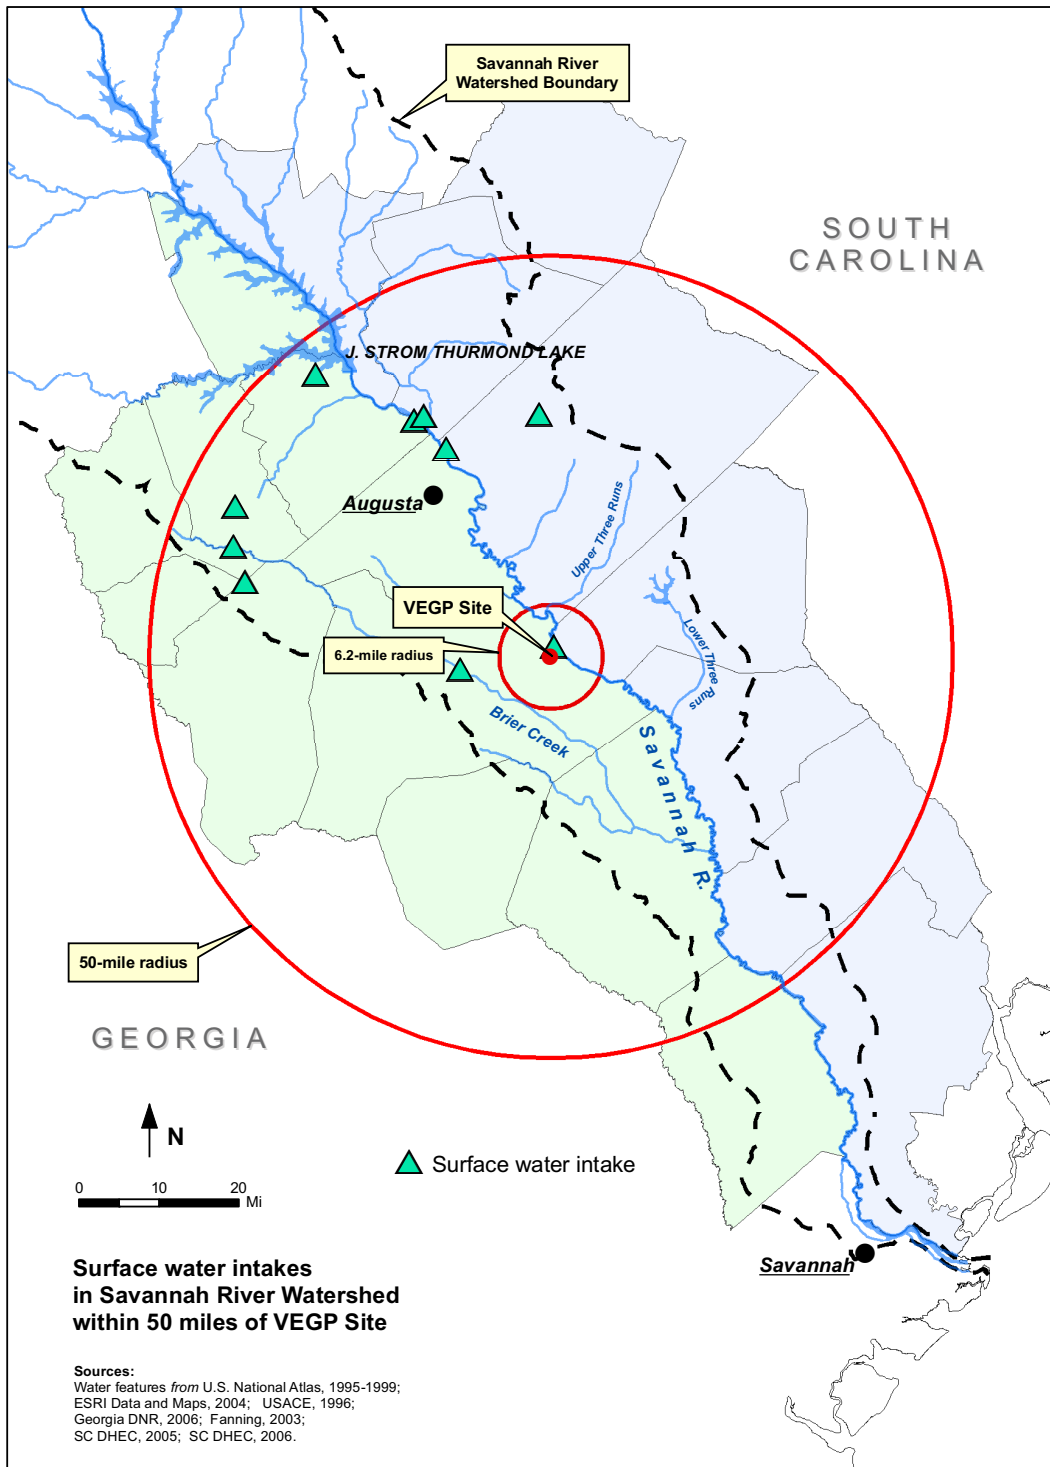 Savannah River
Watershed Boundary
SOUTH
CAROLINA
J. STROM THURMOND LAKE
Augusta
Upper Three Runs
VEGP Site
6.2-mile radius
Lower Three
Runs
Brier Creek
Savannah R.
50-mile radius
GEORGIA
N
Surface water intake
0 10 20
Mi
Savannah
Surface water intakes
in Savannah River Watershed
within 50 miles of VEGP Site
Sources:
Water features from U.S. National Atlas, 1995-1999;
ESRI Data and Maps, 2004; USACE, 1996;
Georgia DNR, 2006; Fanning, 2003;
SC DHEC, 2005; SC DHEC, 2006.